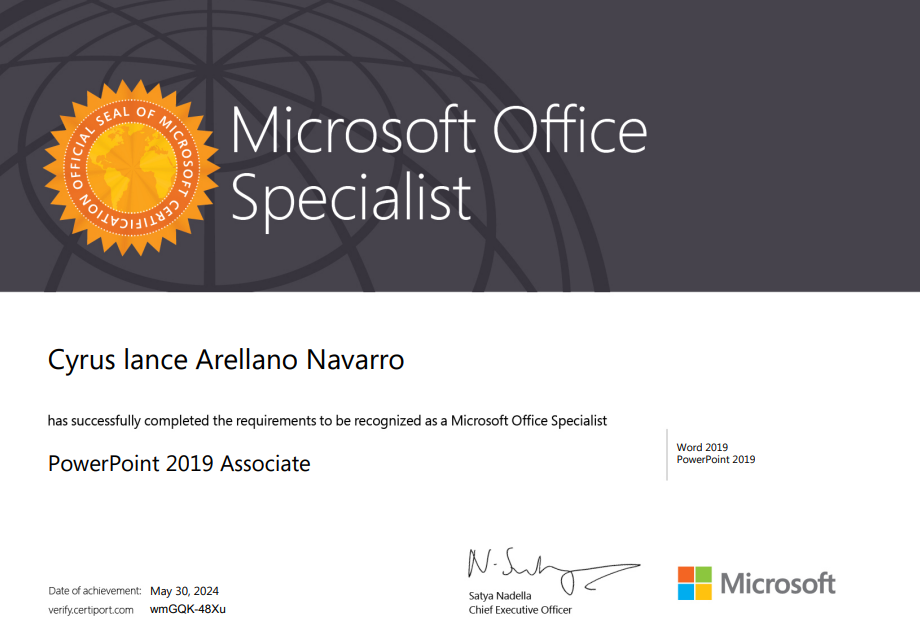 OFFICIAL SEAL OF MICROSOFT CERTIFICATION
Microsoft Office
Specialist
Cyrus lance Arellano Navarro
has successfully completed the requirements to be recognized as a Microsoft Office Specialist
PowerPoint 2019 Associate
Word 2019
PowerPoint 2019
Date of achievement: May 30, 2024
verify.certiport.com wmGQK-48Xu
Satya Nadella
Chief Executive Officer
Microsoft